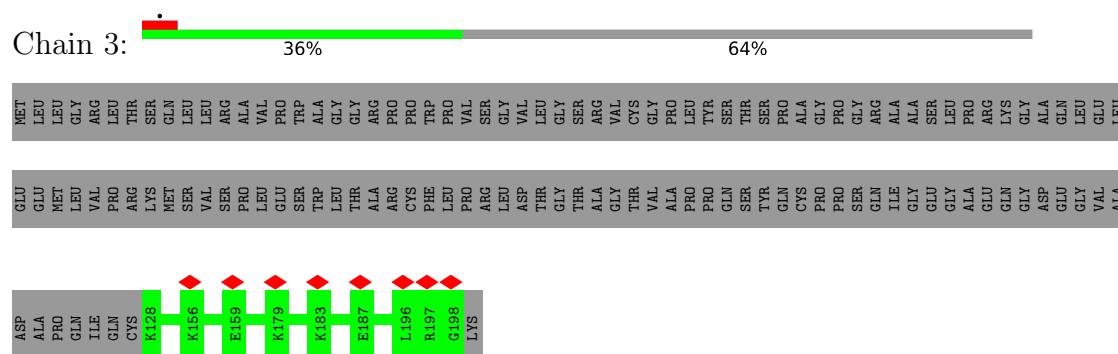 Chain 3:
36% 64%
MET LEU LEU GLY ARG LEU THR SER GLN LEU LEU ARG ALA VAL PRO TRP ALA GLY GLY ARG PRO PRO TRP PRO VAL SER GLY VAL LEU GLY SER ARG VAL CYS GLY PRO LEU TYR SER THR SER PRO ALA GLY PRO GLY ARG ALA ALA SER LEU PRO ARG LYS GLY ALA GLN LEU GLU LEU
GLU GLU MET LEU VAL PRO ARG LYS MET SER VAL SER PRO LEU GLU SER TRP LEU THR ALA ARG CYS PHE LEU PRO ARG LEU ASP THR GLY THR ALA GLY THR VAL ALA PRO PRO GLN SER TYR GLN CYS PRO PRO SER GLN ILE GLY GLU GLY ALA GLU GLN GLY ASP GLU GLY VAL ALA
ASP ALA PRO GLN ILE GLN CYS K128 K156 E159 K179 K183 E187 L196 R197 G198 LYS